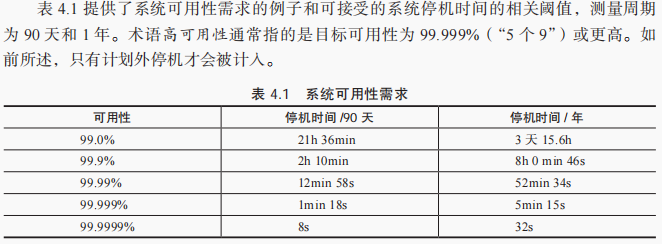 表 4.1 提供了系统可用性需求的例子和可接受的系统停机时间的相关阈值，测量周期
为 90 天和 1 年。术语高可用性通常指的是目标可用性为 99.999%（“5 个 9”）或更高。如
前所述，只有计划外停机才会被计入。
表 4.1 系统可用性需求
可用性 停机时间 /90 天 停机时间 / 年
99.0% 21h 36min 3 天 15.6h
99.9% 2h 10min 8h 0 min 46s
99.99% 12min 58s 52min 34s
99.999% 1min 18s 5min 15s
99.9999% 8s 32s